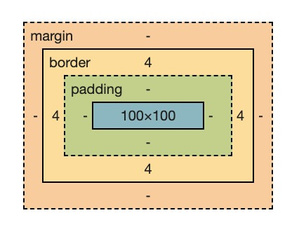 margin -
border 4
padding -
- 4 - 100×100 - 4 -
-
4
-